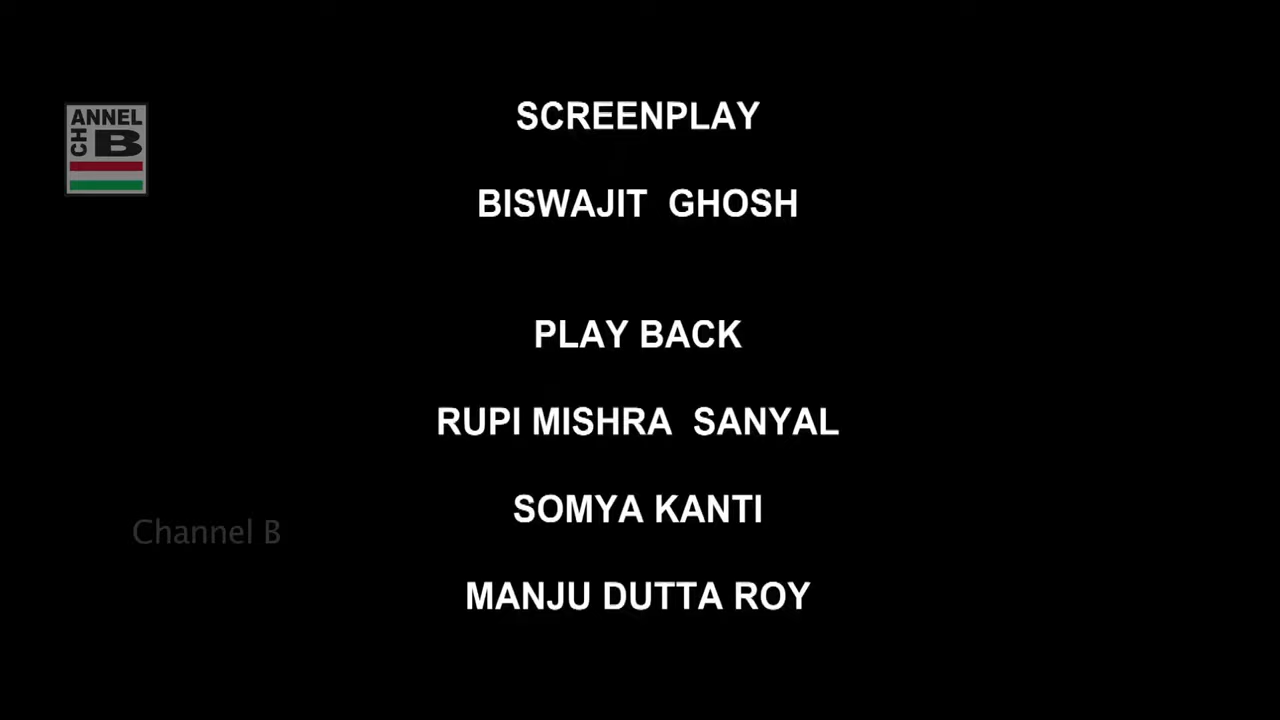 ANNEL
CH
B
SCREENPLAY
BISWAJIT GHOSH
PLAY BACK
RUPI MISHRA SANYAL
SOMYA KANTI
Channel B
MANJU DUTTA ROY